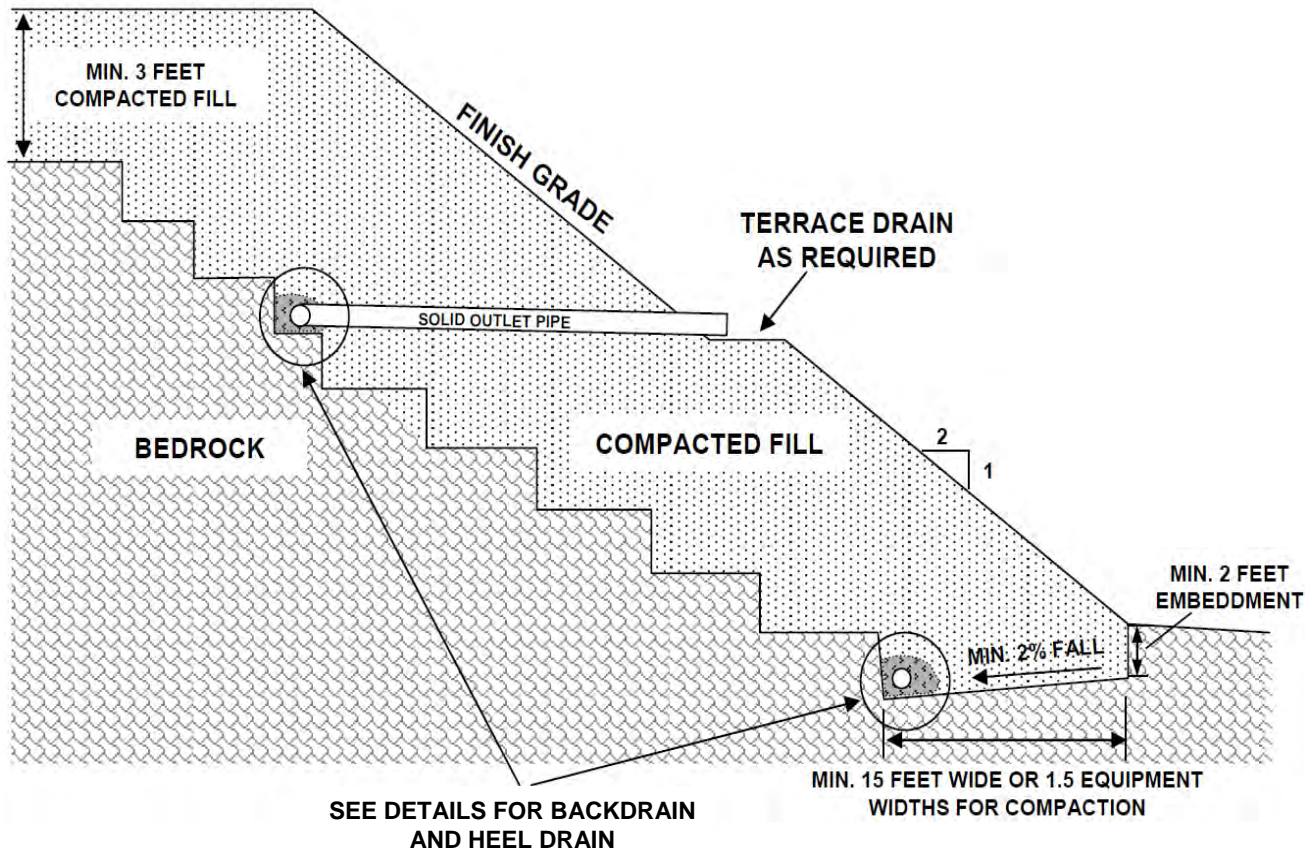 MIN. 3 FEET
COMPACTED FILL
FINISH GRADE
TERRACE DRAIN
AS REQUIRED
SOLID OUTLET PIPE
BEDROCK
COMPACTED FILL
2
1
MIN. 2 FEET
EMBEDDMENT
MIN. 2% FALL
MIN. 15 FEET WIDE OR 1.5 EQUIPMENT
WIDTHS FOR COMPACTION
SEE DETAILS FOR BACKDRAIN
AND HEEL DRAIN